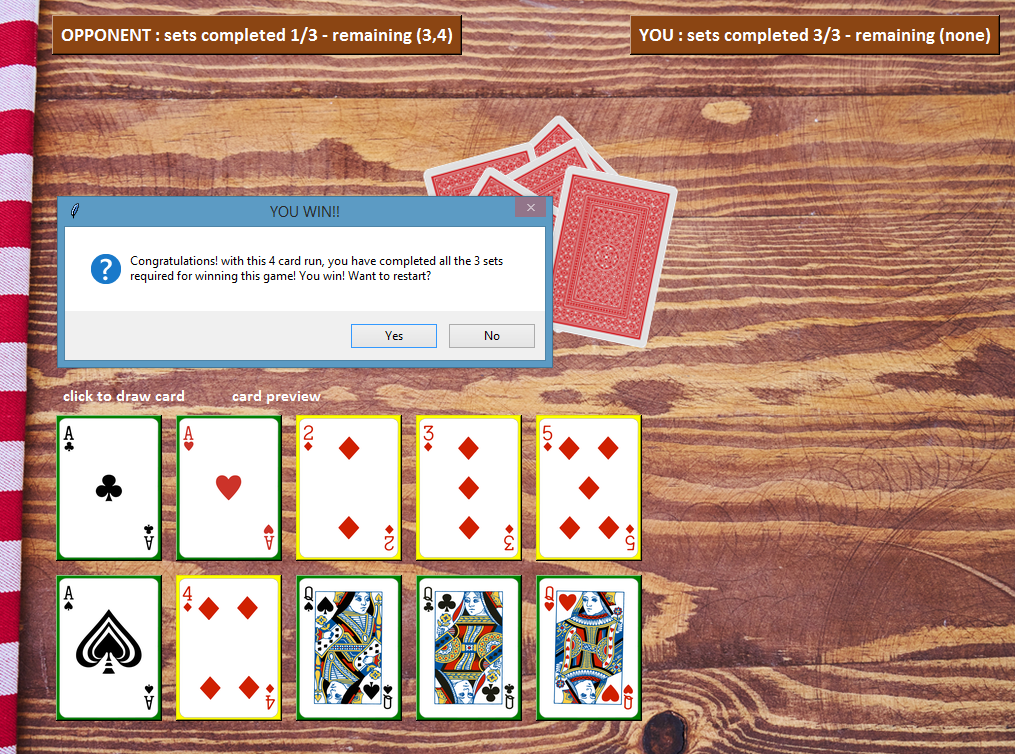 OPPONENT : sets completed 1/3 - remaining (3,4)
YOU : sets completed 3/3 - remaining (none)
YOU WIN!!
Congratulations! with this 4 card run, you have completed all the 3 sets
required for winning this game! You win! Want to restart?
Yes No
click to draw card card preview
A A 2 3 5
A A 2 3 5
A 4 Q Q Q
A 4 Q Q Q